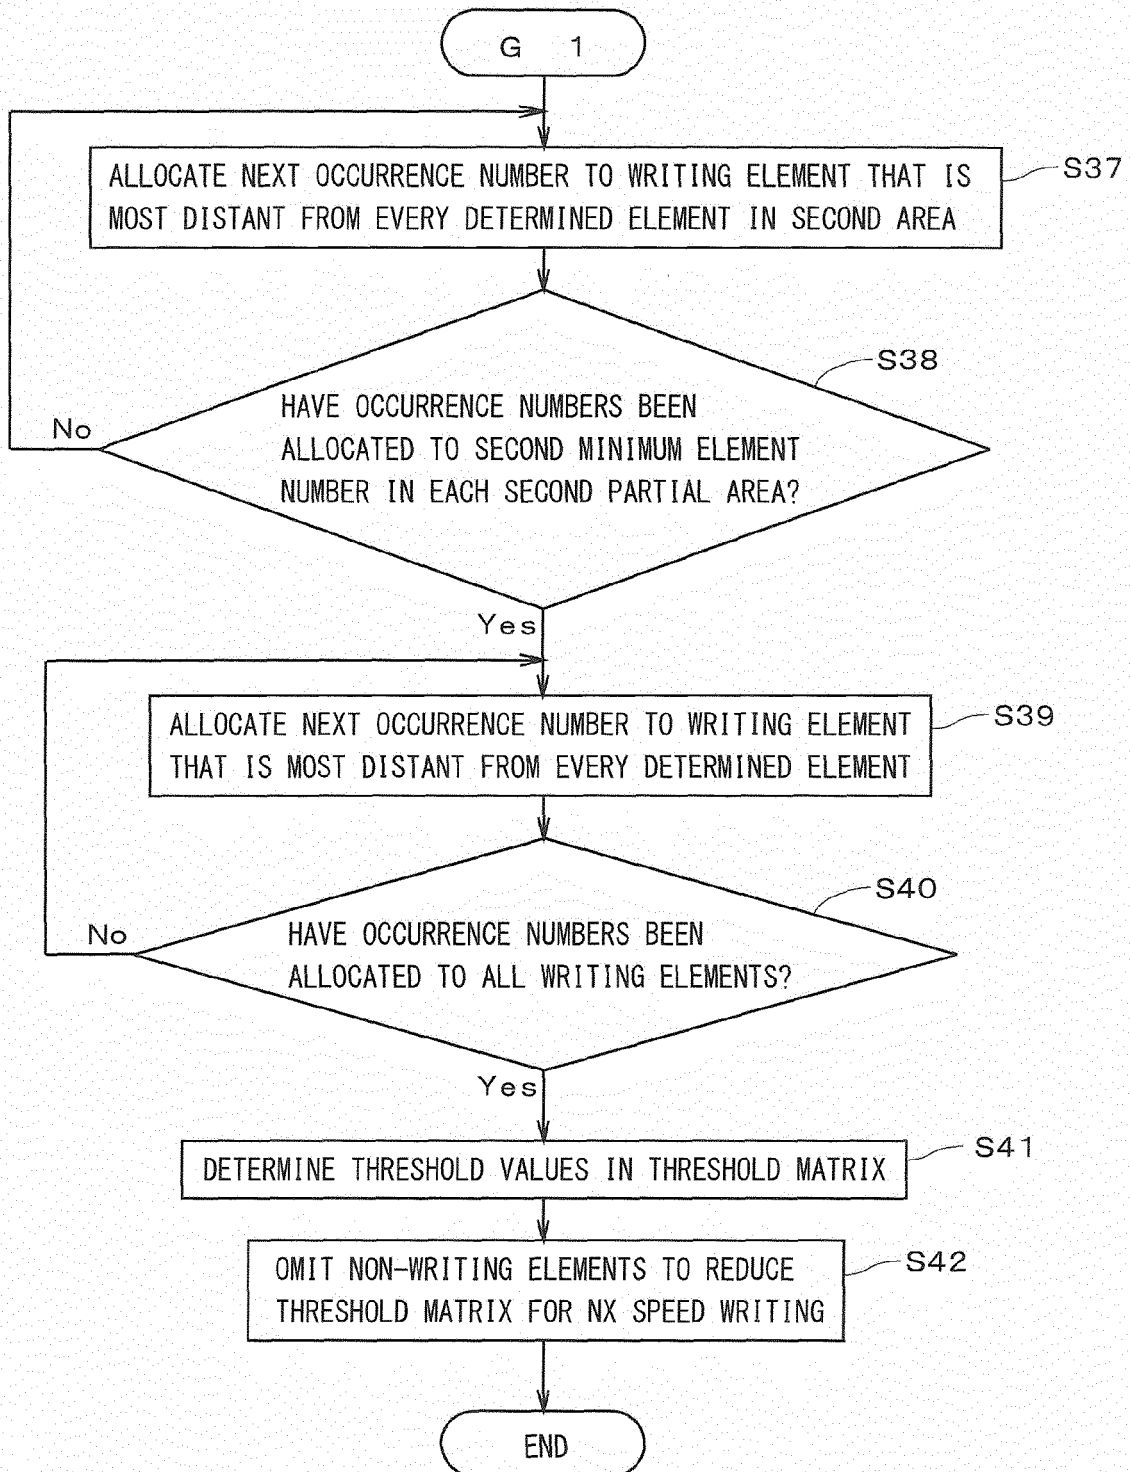 G 1
ALLOCATE NEXT OCCURRENCE NUMBER TO WRITING ELEMENT THAT IS
MOST DISTANT FROM EVERY DETERMINED ELEMENT IN SECOND AREA
S37
S38
HAVE OCCURRENCE NUMBERS BEEN
ALLOCATED TO SECOND MINIMUM ELEMENT
NUMBER IN EACH SECOND PARTIAL AREA?
No
Yes
ALLOCATE NEXT OCCURRENCE NUMBER TO WRITING ELEMENT
THAT IS MOST DISTANT FROM EVERY DETERMINED ELEMENT
S39
S40
HAVE OCCURRENCE NUMBERS BEEN
ALLOCATED TO ALL WRITING ELEMENTS?
No
Yes
DETERMINE THRESHOLD VALUES IN THRESHOLD MATRIX
S41
OMIT NON-WRITING ELEMENTS TO REDUCE
THRESHOLD MATRIX FOR NX SPEED WRITING
S42
END